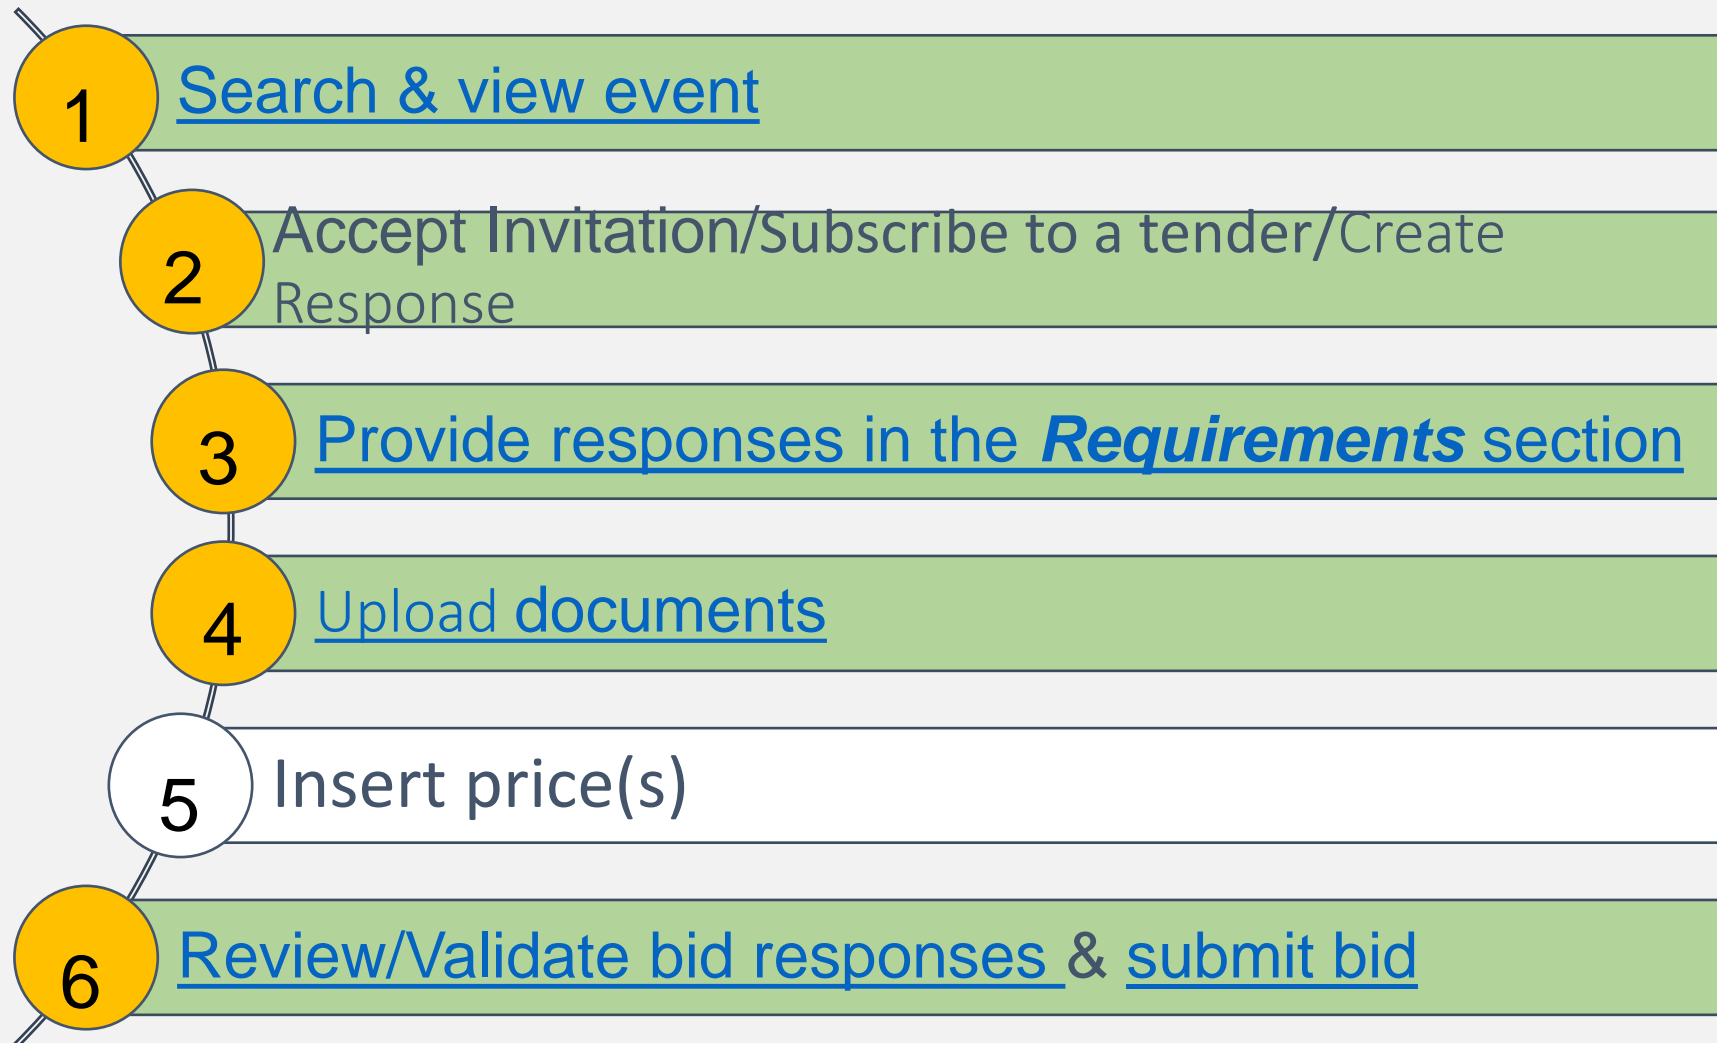 1 Search & view event
2 Accept Invitation/Subscribe to a tender/Create
Response
3 Provide responses in the Requirements section
4 Upload documents
5 Insert price(s)
6 Review/Validate bid responses & submit bid